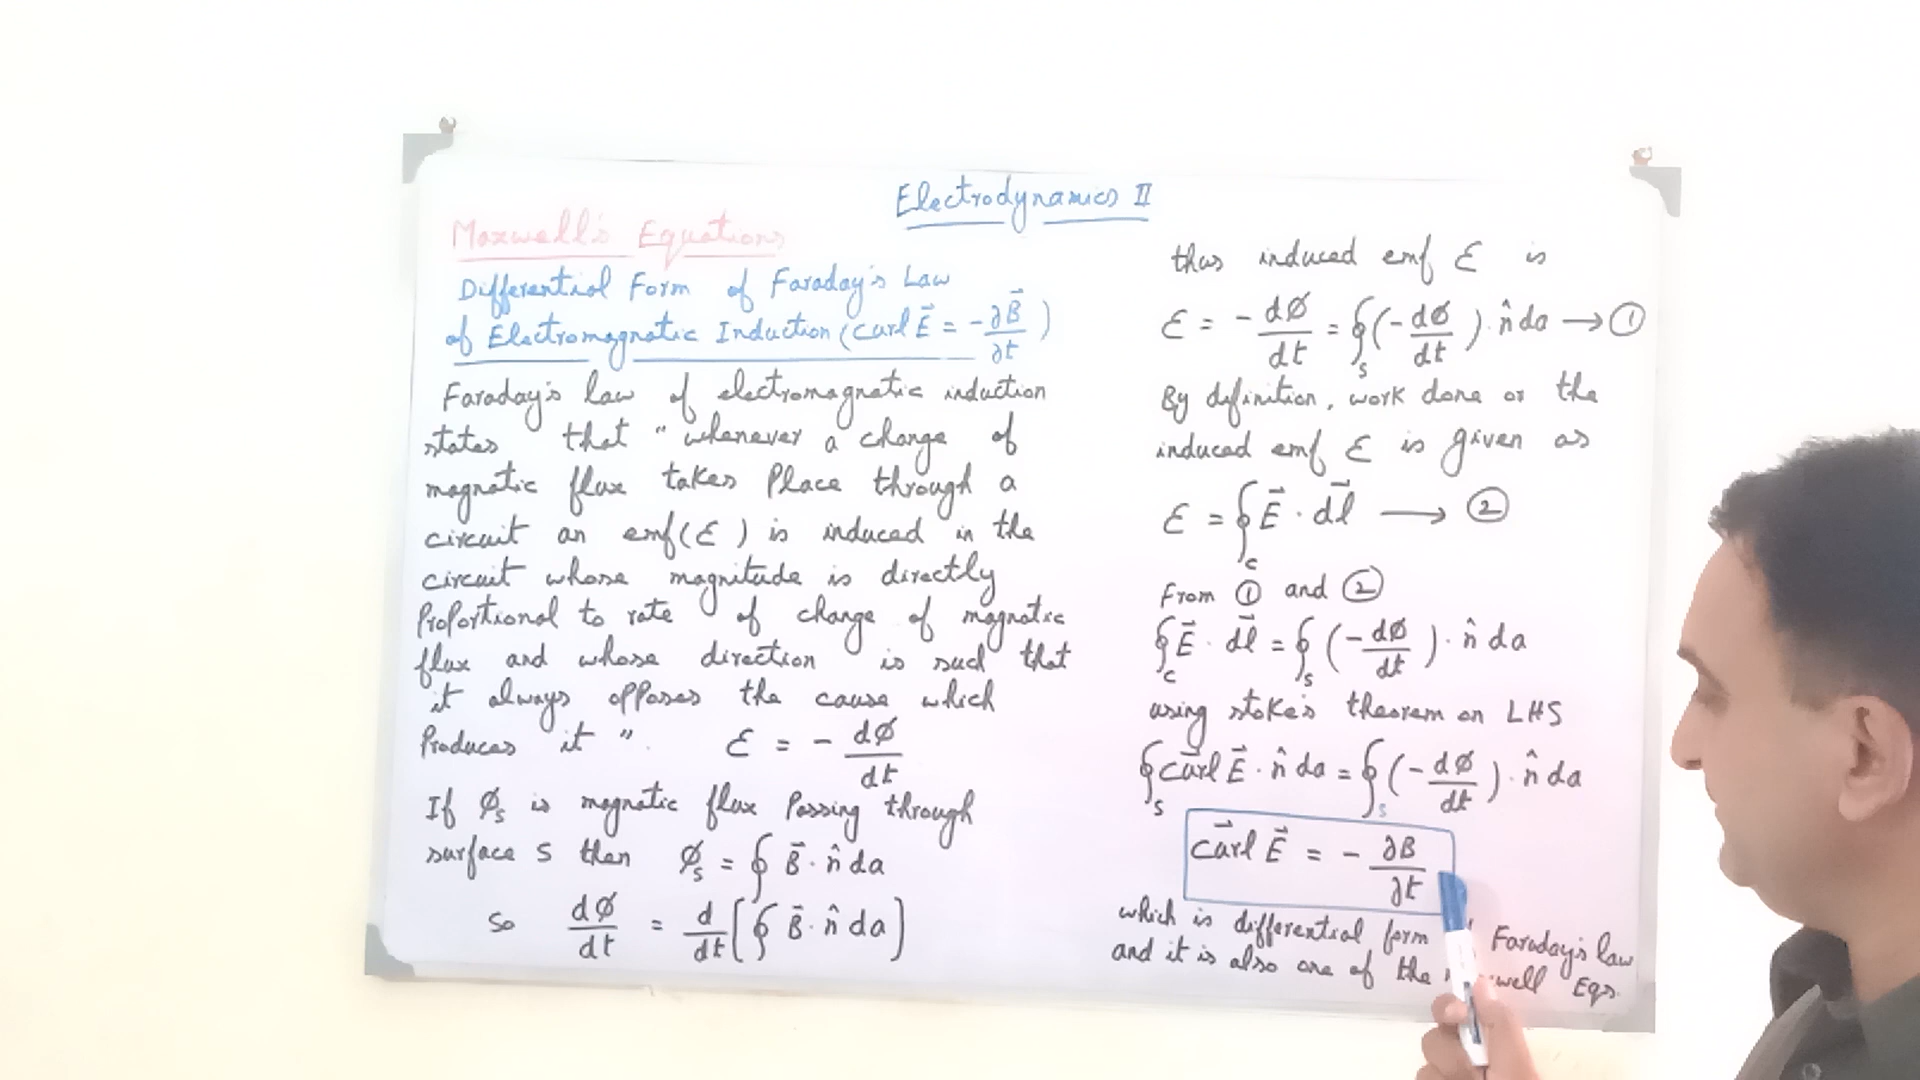 Electrodynamics II
Maxwell's Equations
Differential Form of Faraday's Law
of Electromagnetic Induction (curl E⃗ = -∂B⃗/∂t)
Faraday's law of electromagnetic induction
states that " whenever a change of
magnetic flux takes Place through a
circuit an emf(ℰ) is induced in the
circuit whose magnitude is directly
Proportional to rate of change of magnetic
flux and whose direction is such that
it always opposes the cause which
Produces it ". ℰ = - dØ/dt
If Øₛ is magnetic flux Passing through
surface S then Øₛ = ∮ B⃗ · n̂ da
So dØ/dt = d/dt [∮ B⃗ · n̂ da]
thus induced emf ℰ is
ℰ = - dØ/dt = ∮ₛ (- dØ/dt) · n̂ da → ①
By definition, work done or the
induced emf ℰ is given as
ℰ = ∮c E⃗ · dl⃗ → ②
From ① and ②
∮c E⃗ · dl⃗ = ∮ₛ (- dØ/dt) · n̂ da
using stoke's theorem on LHS
∮ₛ curl E⃗ · n̂ da = ∮ₛ (- dØ/dt) · n̂ da
curl⃗ E⃗ = - ∂B/∂t
which is differential form Faraday's law
and it is also one of the Eqs.